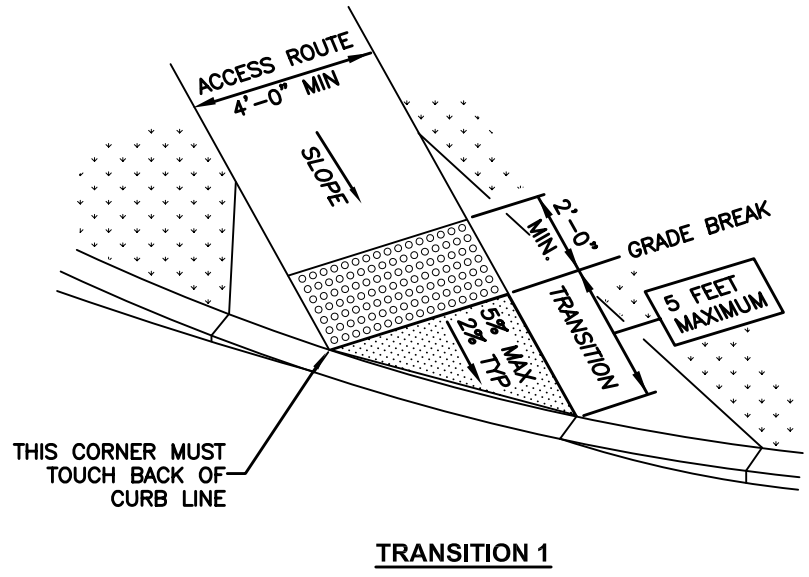 ACCESS ROUTE
4'-0" MIN
SLOPE
2'-0"
MIN.
GRADE BREAK
TRANSITION
5 FEET
MAXIMUM
5% MAX
2% TYP
THIS CORNER MUST
TOUCH BACK OF
CURB LINE
TRANSITION 1